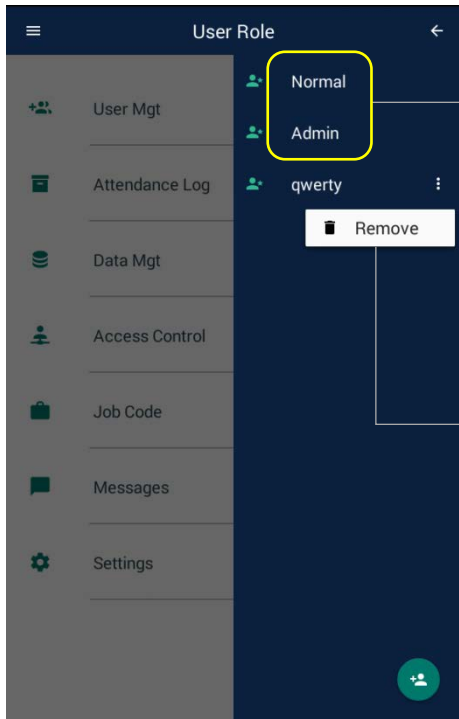 User Role
Normal
User Mgt
Admin
Attendance Log
qwerty
Remove
Data Mgt
Access Control
Job Code
Messages
Settings